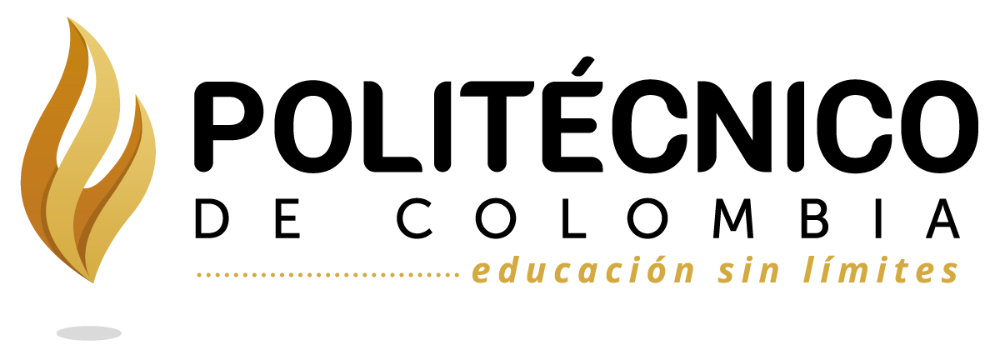 POLITÉCNICO
DE COLOMBIA
educación sin límites